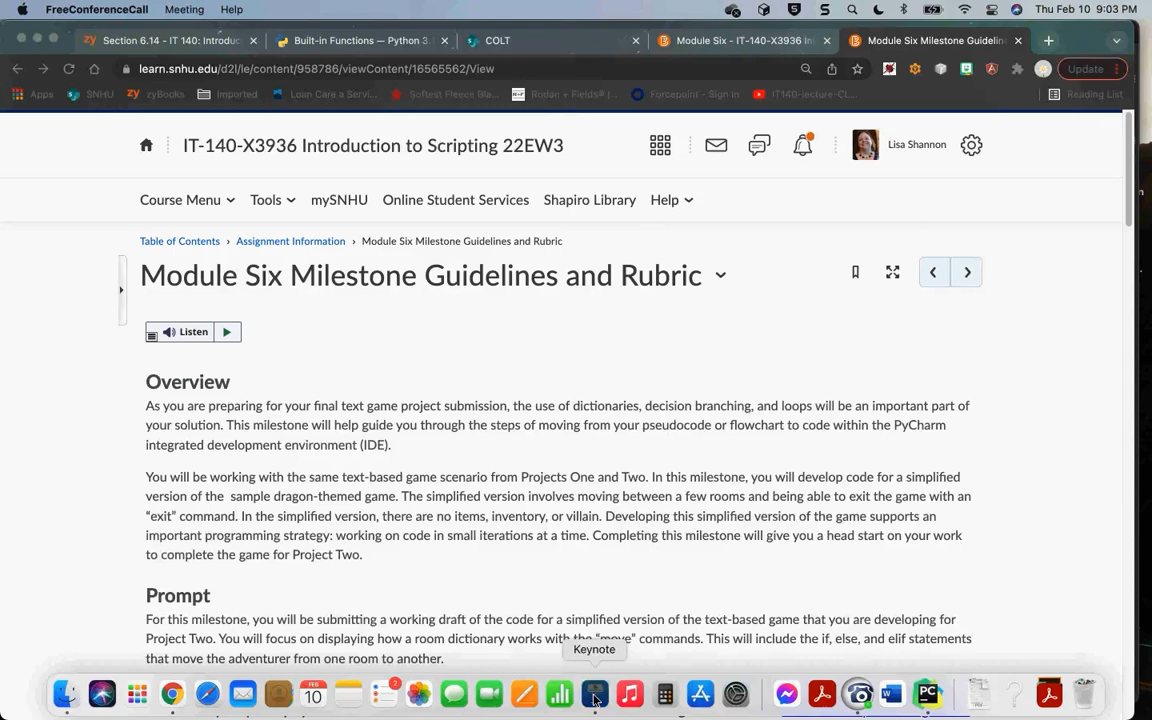 FreeConferenceCall Meeting Help Thu Feb 10 9:03 PM
Section 6.14 - IT 140: Introduc Built-in Functions — Python 3. COLT Module Six - IT-140-X3936 In Module Six Milestone Guidelin
learn.snhu.edu/d2l/le/content/958786/viewContent/16565562/View Update
Apps SNHU zyBooks Imported Loan Care a Servi... Softest Fleece Bla... Rodan + Fields® |... Forcepoint - Sign In IT140-lecture-CL... Reading List
IT-140-X3936 Introduction to Scripting 22EW3 Lisa Shannon
Course Menu Tools mySNHU Online Student Services Shapiro Library Help
Table of Contents › Assignment Information › Module Six Milestone Guidelines and Rubric
Module Six Milestone Guidelines and Rubric
Listen
Overview
As you are preparing for your final text game project submission, the use of dictionaries, decision branching, and loops will be an important part of
your solution. This milestone will help guide you through the steps of moving from your pseudocode or flowchart to code within the PyCharm
integrated development environment (IDE).
You will be working with the same text-based game scenario from Projects One and Two. In this milestone, you will develop code for a simplified
version of the sample dragon-themed game. The simplified version involves moving between a few rooms and being able to exit the game with an
“exit” command. In the simplified version, there are no items, inventory, or villain. Developing this simplified version of the game supports an
important programming strategy: working on code in small iterations at a time. Completing this milestone will give you a head start on your work
to complete the game for Project Two.
Prompt
For this milestone, you will be submitting a working draft of the code for a simplified version of the text-based game that you are developing for
Project Two. You will focus on displaying how a room dictionary works with the “move” commands. This will include the if, else, and elif statements
that move the adventurer from one room to another.
Keynote
FEB
10
2
PC